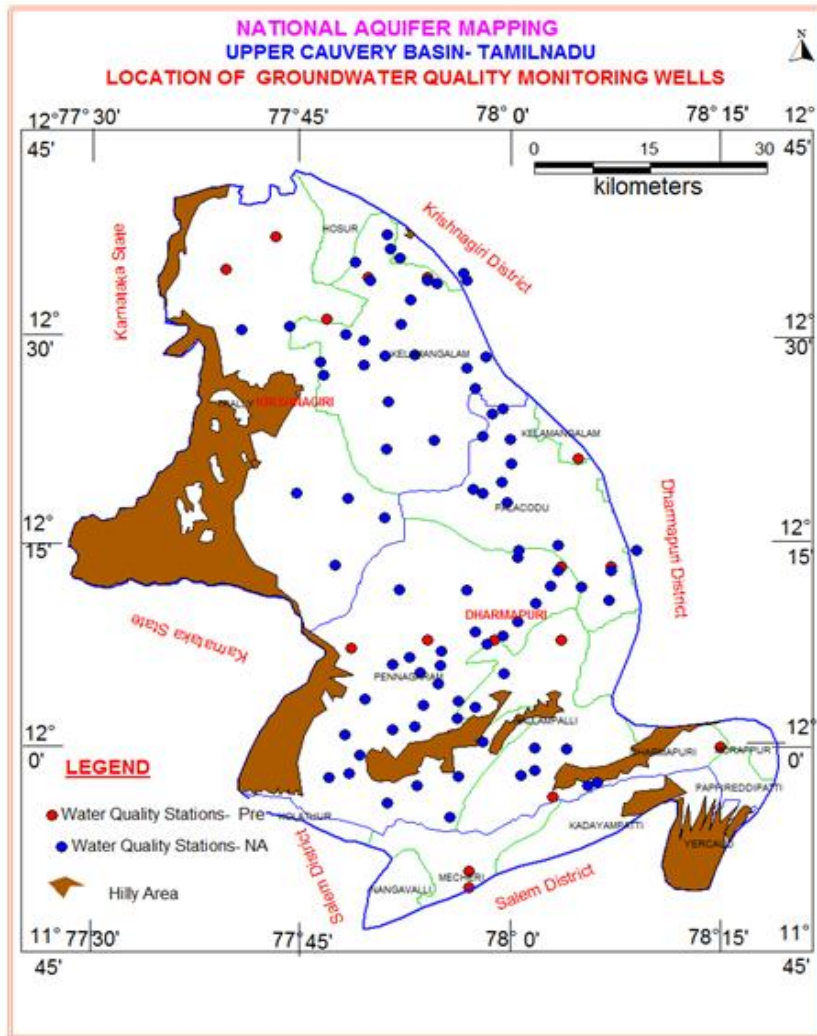 NATIONAL AQUIFER MAPPING
UPPER CAUVERY BASIN- TAMILNADU
LOCATION OF GROUNDWATER QUALITY MONITORING WELLS
N
12° 77° 30' 77° 45' 78° 0' 78° 15' 12°
45' 45'
0 15 30
kilometers
HOSUR
Krishnagiri District
Karnataka State
12° 12°
30' 30'
KELAMANGALAM
KRISHNAGIRI
KELAMANGALAM
PALACODU
Dharmapuri District
12° 12°
15' 15'
DHARMAPURI
Karnataka State
PENNAGARAM
12° 12°
0' 0'
DHARMAPURI
MORAPPUR
LEGEND
PAPPIREDDIPATTI
Water Quality Stations- Pre
KOLATHUR
KADAYAMPATTI
Water Quality Stations- NA
YERCAUD
Salem District
MECHERI
Salem District
Hilly Area
NANGAVALLI
11° 77° 30' 77° 45' 78° 0' 78° 15' 11°
45' 45'